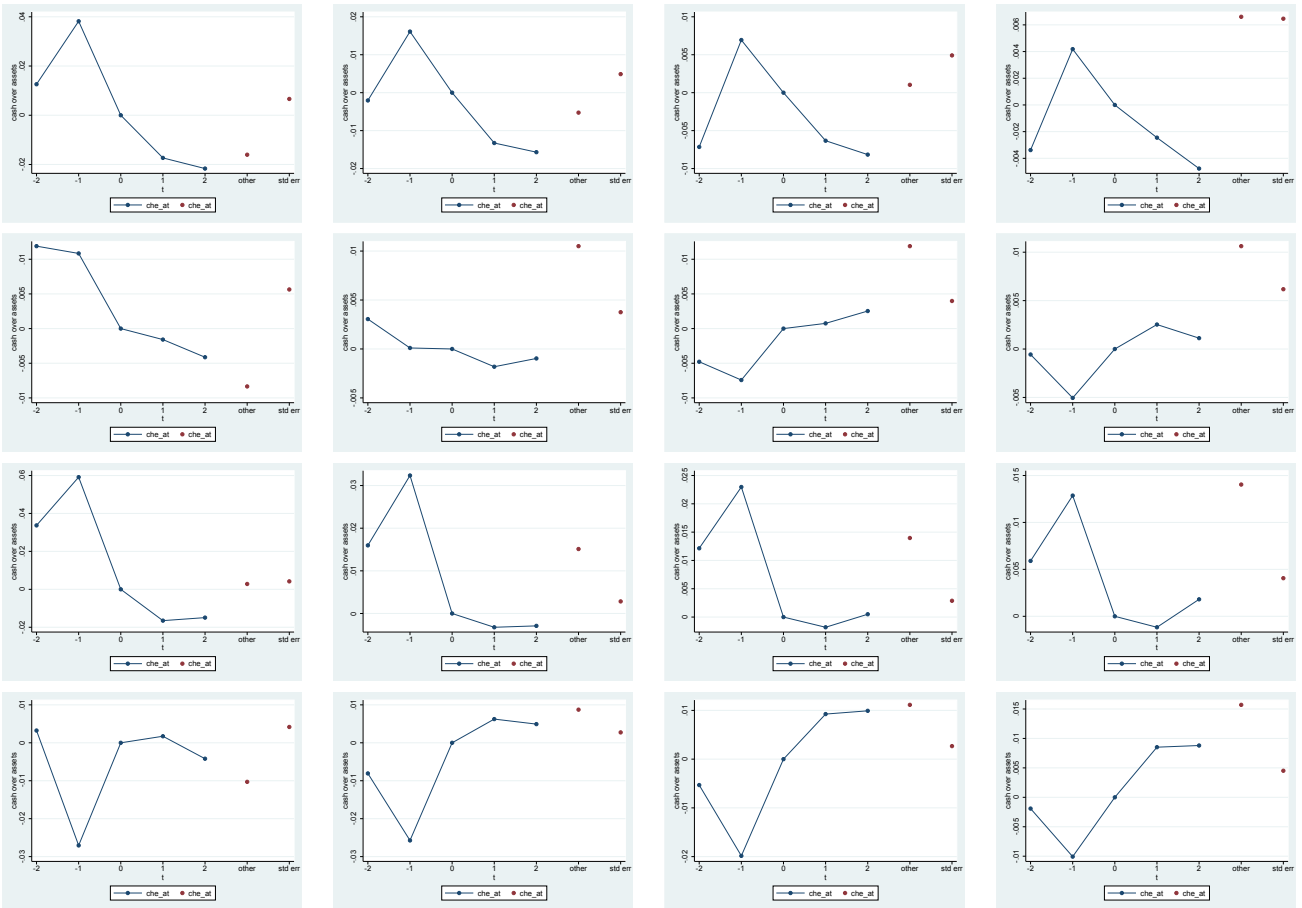 cash over assets
-.02 0 .02 .04
-2 -1 0 1 2 other std err
t
che_at che_at
cash over assets
-.02 -.01 0 .01 .02
-2 -1 0 1 2 other std err
t
che_at che_at
cash over assets
-.01 -.005 0 .005 .01
-2 -1 0 1 2 other std err
t
che_at che_at
cash over assets
-.004 -.002 0 .002 .004 .006
-2 -1 0 1 2 other std err
t
che_at che_at
cash over assets
-.01 -.005 0 .005 .01
-2 -1 0 1 2 other std err
t
che_at che_at
cash over assets
-.005 0 .005 .01
-2 -1 0 1 2 other std err
t
che_at che_at
cash over assets
-.01 -.005 0 .005 .01
-2 -1 0 1 2 other std err
t
che_at che_at
cash over assets
-.005 0 .005 .01
-2 -1 0 1 2 other std err
t
che_at che_at
cash over assets
-.02 0 .02 .04 .06
-2 -1 0 1 2 other std err
t
che_at che_at
cash over assets
0 .01 .02 .03
-2 -1 0 1 2 other std err
t
che_at che_at
cash over assets
0 .005 .01 .015 .02 .025
-2 -1 0 1 2 other std err
t
che_at che_at
cash over assets
0 .005 .01 .015
-2 -1 0 1 2 other std err
t
che_at che_at
cash over assets
-.03 -.02 -.01 0 .01
-2 -1 0 1 2 other std err
t
che_at che_at
cash over assets
-.03 -.02 -.01 0 .01
-2 -1 0 1 2 other std err
t
che_at che_at
cash over assets
-.02 -.01 0 .01
-2 -1 0 1 2 other std err
t
che_at che_at
cash over assets
-.01 -.005 0 .005 .01 .015
-2 -1 0 1 2 other std err
t
che_at che_at